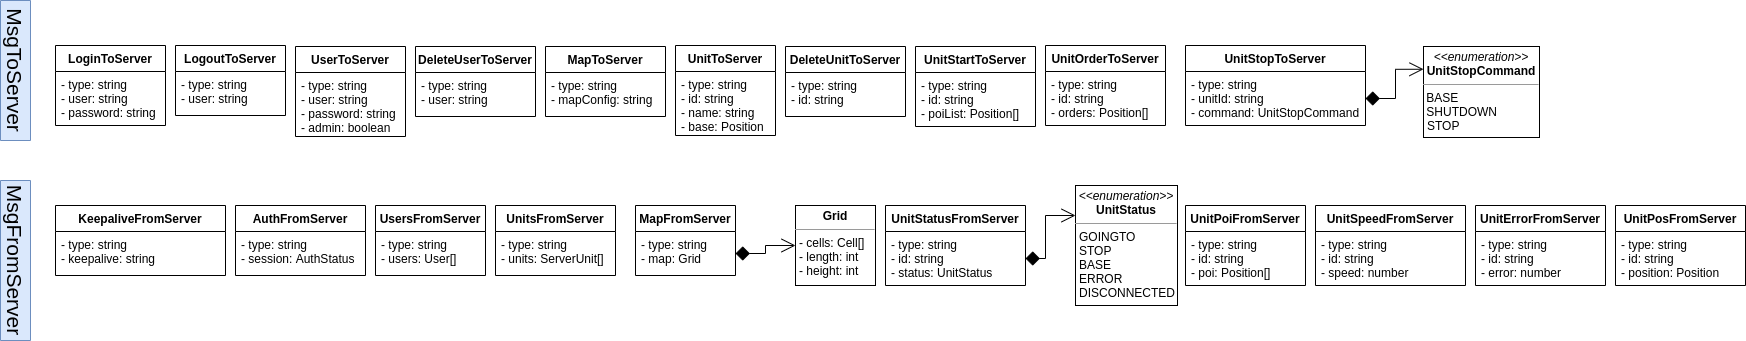 MsgToServer
LoginToServer
- type: string
- user: string
- password: string
LogoutToServer
- type: string
- user: string
UserToServer
- type: string
- user: string
- password: string
- admin: boolean
DeleteUserToServer
- type: string
- user: string
MapToServer
- type: string
- mapConfig: string
UnitToServer
- type: string
- id: string
- name: string
- base: Position
DeleteUnitToServer
- type: string
- id: string
UnitStartToServer
- type: string
- id: string
- poiList: Position[]
UnitOrderToServer
- type: string
- id: string
- orders: Position[]
UnitStopToServer
- type: string
- unitId: string
- command: UnitStopCommand
<<enumeration>>
UnitStopCommand
BASE
SHUTDOWN
STOP
MsgFromServer
KeepaliveFromServer
- type: string
- keepalive: string
AuthFromServer
- type: string
- session: AuthStatus
UsersFromServer
- type: string
- users: User[]
UnitsFromServer
- type: string
- units: ServerUnit[]
MapFromServer
- type: string
- map: Grid
Grid
- cells: Cell[]
- length: int
- height: int
UnitStatusFromServer
- type: string
- id: string
- status: UnitStatus
<<enumeration>>
UnitStatus
GOINGTO
STOP
BASE
ERROR
DISCONNECTED
UnitPoiFromServer
- type: string
- id: string
- poi: Position[]
UnitSpeedFromServer
- type: string
- id: string
- speed: number
UnitErrorFromServer
- type: string
- id: string
- error: number
UnitPosFromServer
- type: string
- id: string
- position: Position